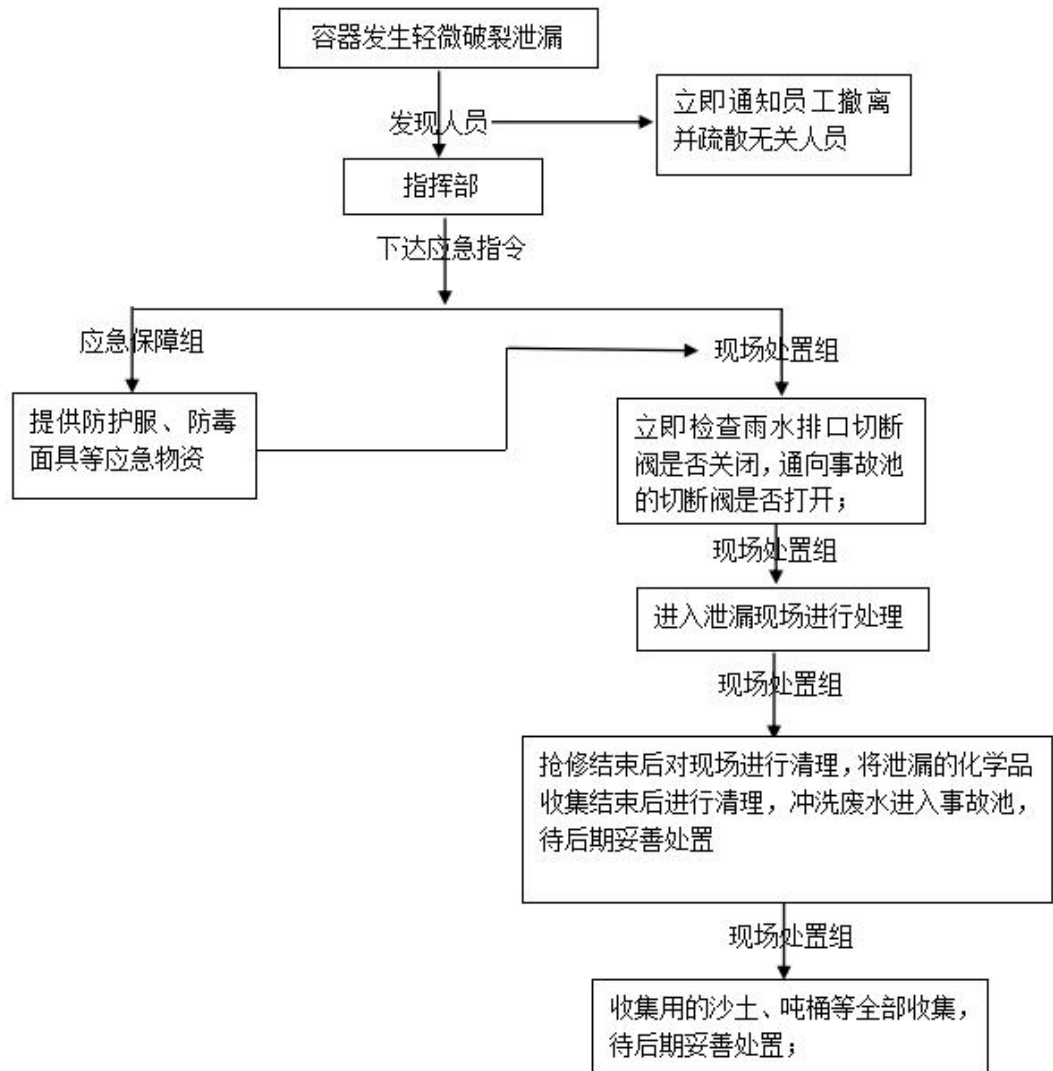 容器发生轻微破裂泄漏
发现人员
立即通知员工撤离
并疏散无关人员
指挥部
下达应急指令
应急保障组
现场处置组
提供防护服、防毒
面具等应急物资
立即检查雨水排口切断
阀是否关闭，通向事故池
的切断阀是否打开；
现场处置组
进入泄漏现场进行处理
现场处置组
抢修结束后对现场进行清理，将泄漏的化学品
收集结束后进行清理，冲洗废水进入事故池，
待后期妥善处置
现场处置组
收集用的沙土、吨桶等全部收集，
待后期妥善处置；